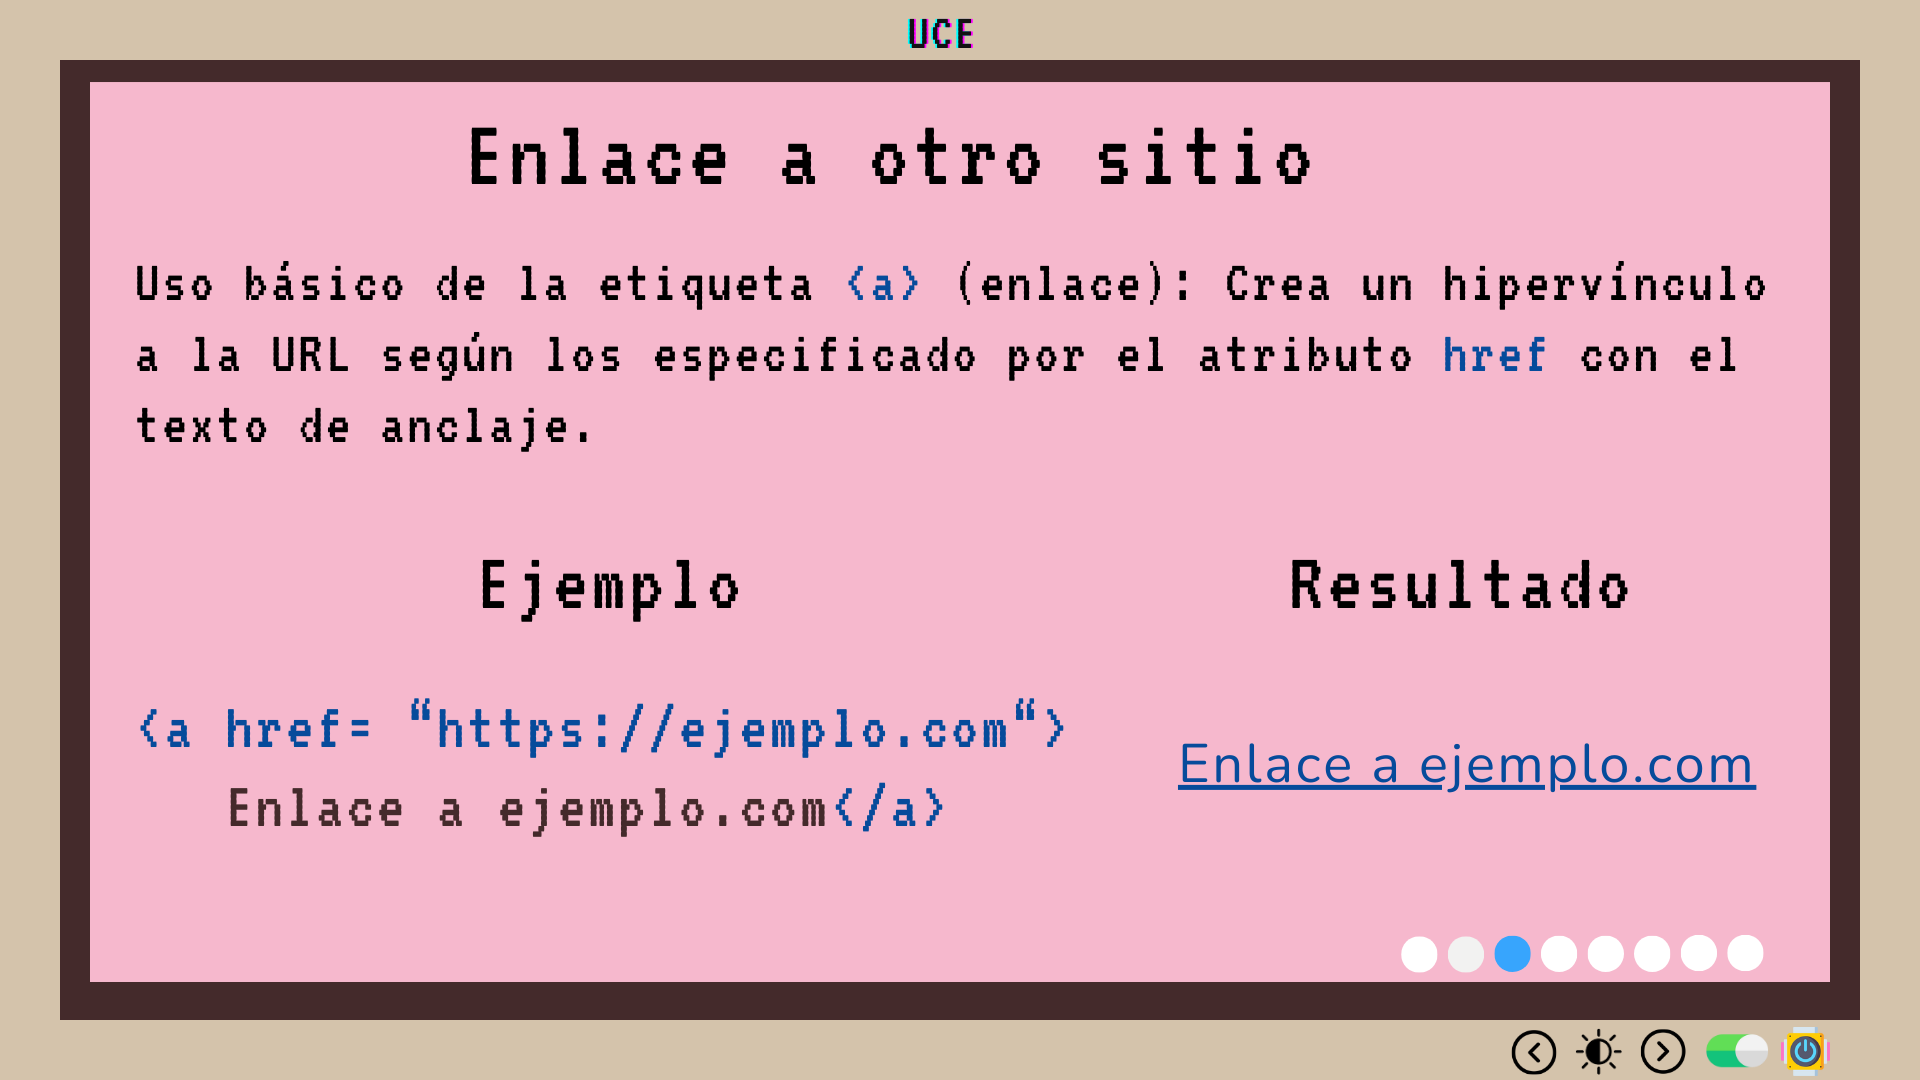 UCE
Enlace a otro sitio
Uso básico de la etiqueta <a> (enlace): Crea un hipervínculo
a la URL según los especificado por el atributo href con el
texto de anclaje.
Ejemplo
Resultado
<a href= “https://ejemplo.com“>
Enlace a ejemplo.com</a>
Enlace a ejemplo.com